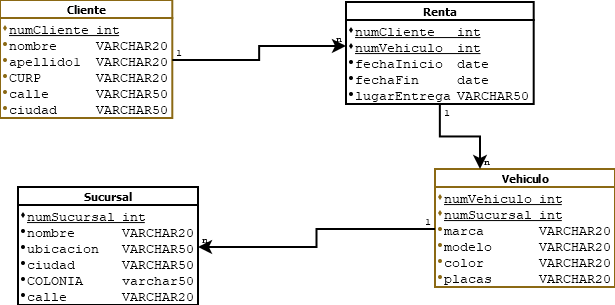 Cliente
numCliente int
nombre VARCHAR20
apellido1 VARCHAR20
CURP VARCHAR20
calle VARCHAR50
ciudad VARCHAR50
1
n
Renta
numCliente int
numVehiculo int
fechaInicio date
fechaFin date
lugarEntrega VARCHAR50
1
n
Vehiculo
numVehiculo int
numSucursal int
marca VARCHAR20
modelo VARCHAR20
color VARCHAR20
placas VARCHAR20
1
n
Sucursal
numSucursal int
nombre VARCHAR20
ubicacion VARCHAR50
ciudad VARCHAR50
COLONIA varchar50
calle VARCHAR20